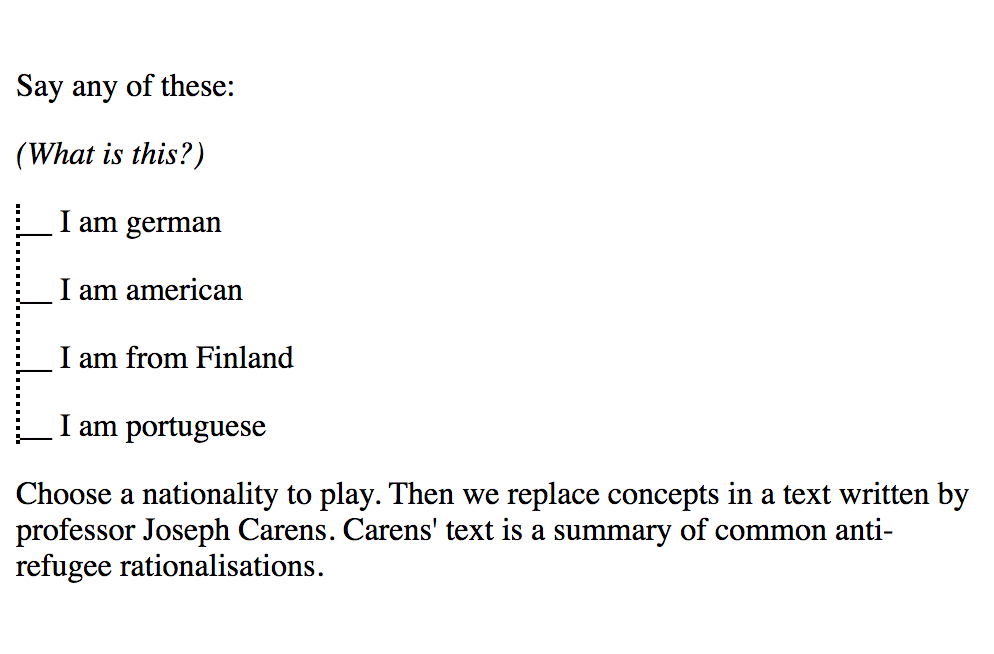 Say any of these:
(What is this?)
__ I am german
__ I am american
__ I am from Finland
__ I am portuguese
Choose a nationality to play. Then we replace concepts in a text written by
professor Joseph Carens. Carens' text is a summary of common anti-
refugee rationalisations.